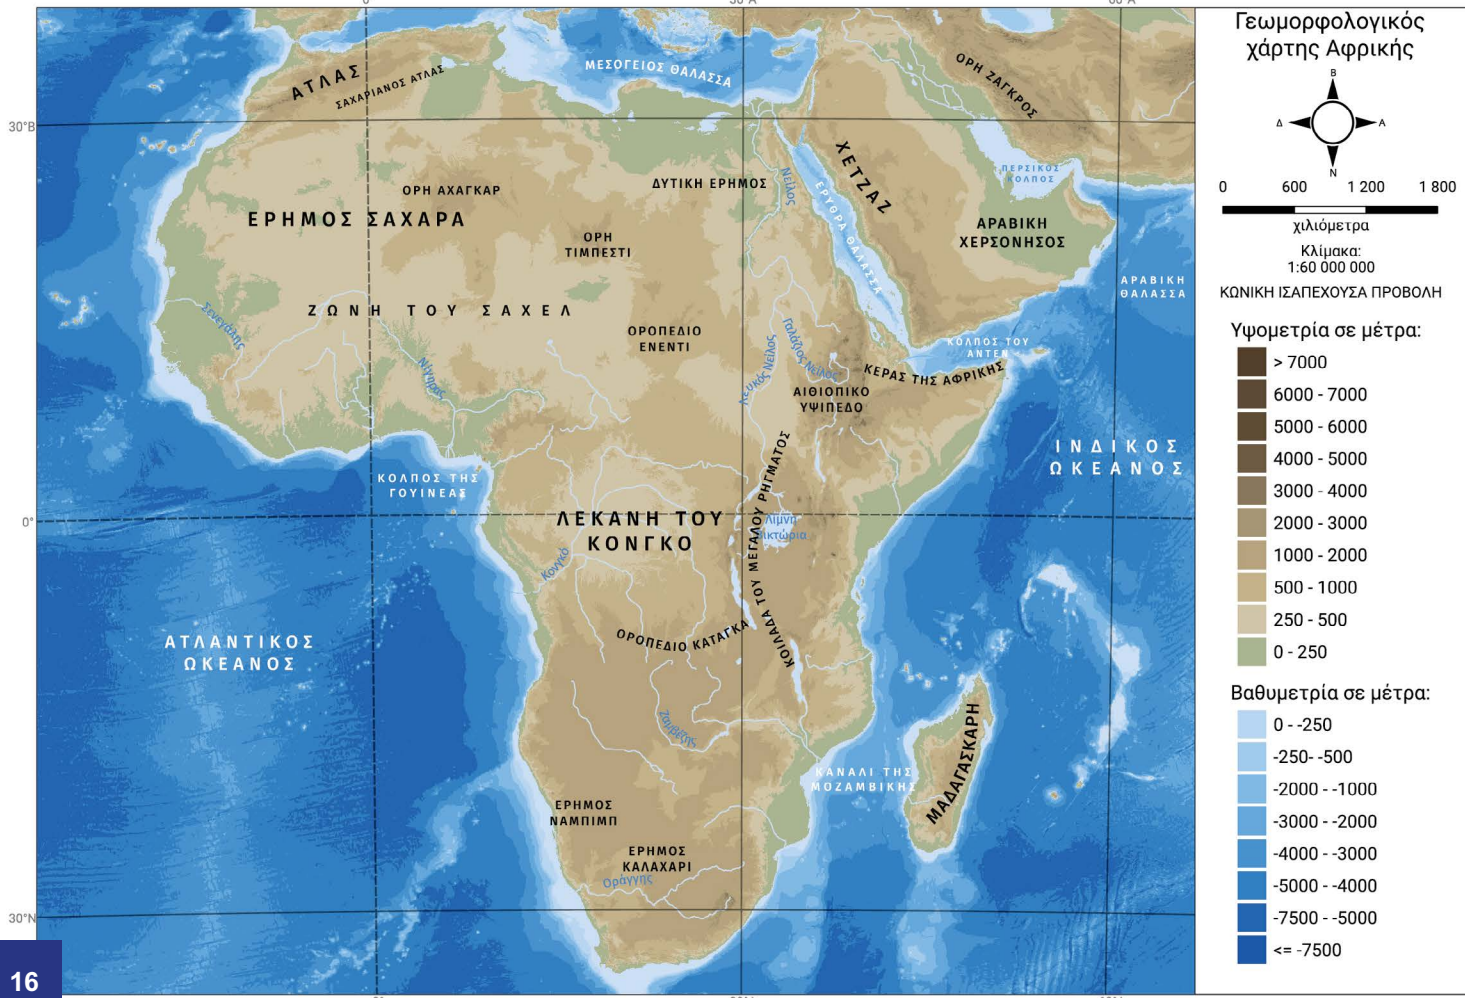 Γεωμορφολογικός
χάρτης Αφρικής
Β
Δ
Α
Ν
0 600 1 200 1 800
χιλιόμετρα
Κλίμακα:
1:60 000 000
ΚΩΝΙΚΗ ΙΣΑΠΕΧΟΥΣΑ ΠΡΟΒΟΛΗ
Υψομετρία σε μέτρα:
> 7000
6000 - 7000
5000 - 6000
4000 - 5000
3000 - 4000
2000 - 3000
1000 - 2000
500 - 1000
250 - 500
0 - 250
Βαθυμετρία σε μέτρα:
0 - -250
-250- -500
-2000 - -1000
-3000 - -2000
-4000 - -3000
-5000 - -4000
-7500 - -5000
<= -7500
30°Β
0°
30°Ν
ΑΤΛΑΣ
ΣΑΧΑΡΙΑΝΟΣ ΑΤΛΑΣ
ΜΕΣΟΓΕΙΟΣ ΘΑΛΑΣΣΑ
ΟΡΗ ΖΑΓΚΡΟΣ
ΠΕΡΣΙΚΟΣ
ΚΟΛΠΟΣ
ΧΕΤΖΑΖ
ΟΡΗ ΑΧΑΓΚΑΡ
ΔΥΤΙΚΗ ΕΡΗΜΟΣ
Νείλος
ΕΡΥΘΡΑ ΘΑΛΑΣΣΑ
ΕΡΗΜΟΣ ΣΑΧΑΡΑ
ΑΡΑΒΙΚΗ
ΧΕΡΣΟΝΗΣΟΣ
ΟΡΗ
ΤΙΜΠΕΣΤΙ
ΑΡΑΒΙΚΗ
ΘΑΛΑΣΣΑ
ΖΩΝΗ ΤΟΥ ΣΑΧΕΛ
Σενεγάλης
ΟΡΟΠΕΔΙΟ
ΕΝΕΝΤΙ
Νίγηρας
Λευκός Νείλος
Γαλάζιος Νείλος
ΚΟΛΠΟΣ ΤΟΥ
ΑΝΤΕΝ
ΚΕΡΑΣ ΤΗΣ ΑΦΡΙΚΗΣ
ΑΙΘΙΟΠΙΚΟ
ΥΨΙΠΕΔΟ
ΙΝΔΙΚΟΣ
ΩΚΕΑΝΟΣ
ΚΟΛΠΟΣ ΤΗΣ
ΓΟΥΙΝΕΑΣ
ΛΕΚΑΝΗ ΤΟΥ
ΚΟΝΓΚΟ
Κονγκό
Λίμνη
Βικτώρια
ΚΟΙΛΑΔΑ ΤΟΥ ΜΕΓΑΛΟΥ ΡΗΓΜΑΤΟΣ
ΟΡΟΠΕΔΙΟ ΚΑΤΑΓΚΑ
ΑΤΛΑΝΤΙΚΟΣ
ΩΚΕΑΝΟΣ
Ζαμβέζης
ΜΑΔΑΓΑΣΚΑΡΗ
ΚΑΝΑΛΙ ΤΗΣ
ΜΟΖΑΜΒΙΚΗΣ
ΕΡΗΜΟΣ
ΝΑΜΠΙΜΠ
ΕΡΗΜΟΣ
ΚΑΛΑΧΑΡΙ
Οράγγης
16